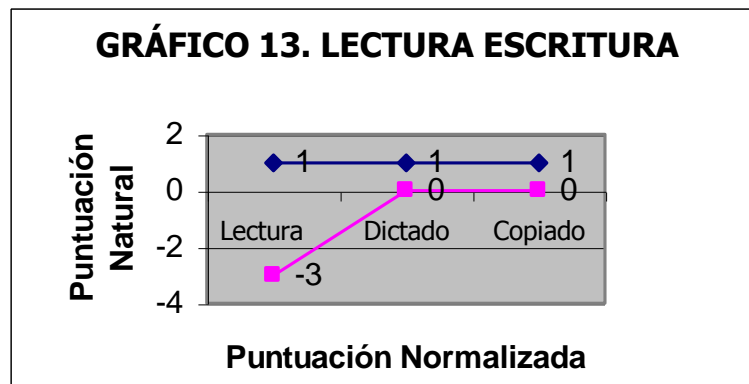 GRÁFICO 13. LECTURA ESCRITURA
Puntuación
Natural
2
0
-2
-4
1 1 1
0 0
Lectura Dictado Copiado
-3
Puntuación Normalizada